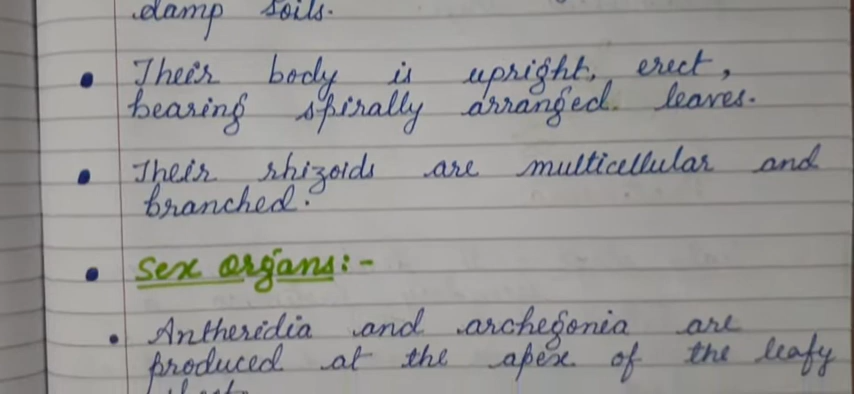 damp soils.
• Their body is upright, erect,
bearing spirally arranged leaves.
• Their rhizoids are multicellular and
branched.
• Sex organs:-
• Antheridia and archegonia are
produced at the apex of the leafy